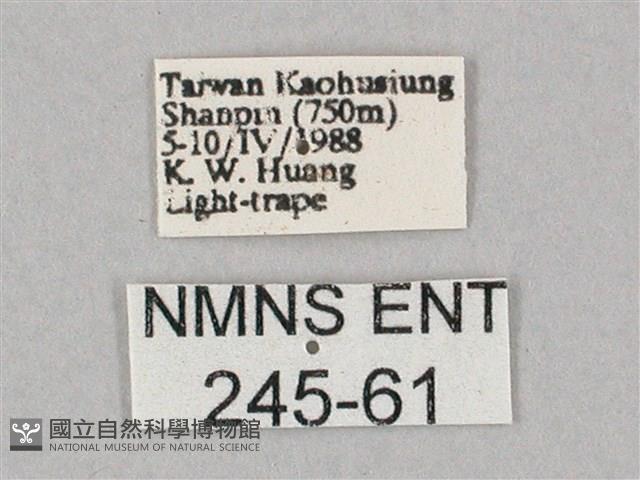 Taiwan Kaohusiung
Shanpin (750m)
5-10/IV/1988
K. W. Huang
Light-trape
NMNS ENT
245-61
國立自然科學博物館
NATIONAL MUSEUM OF NATURAL SCIENCE